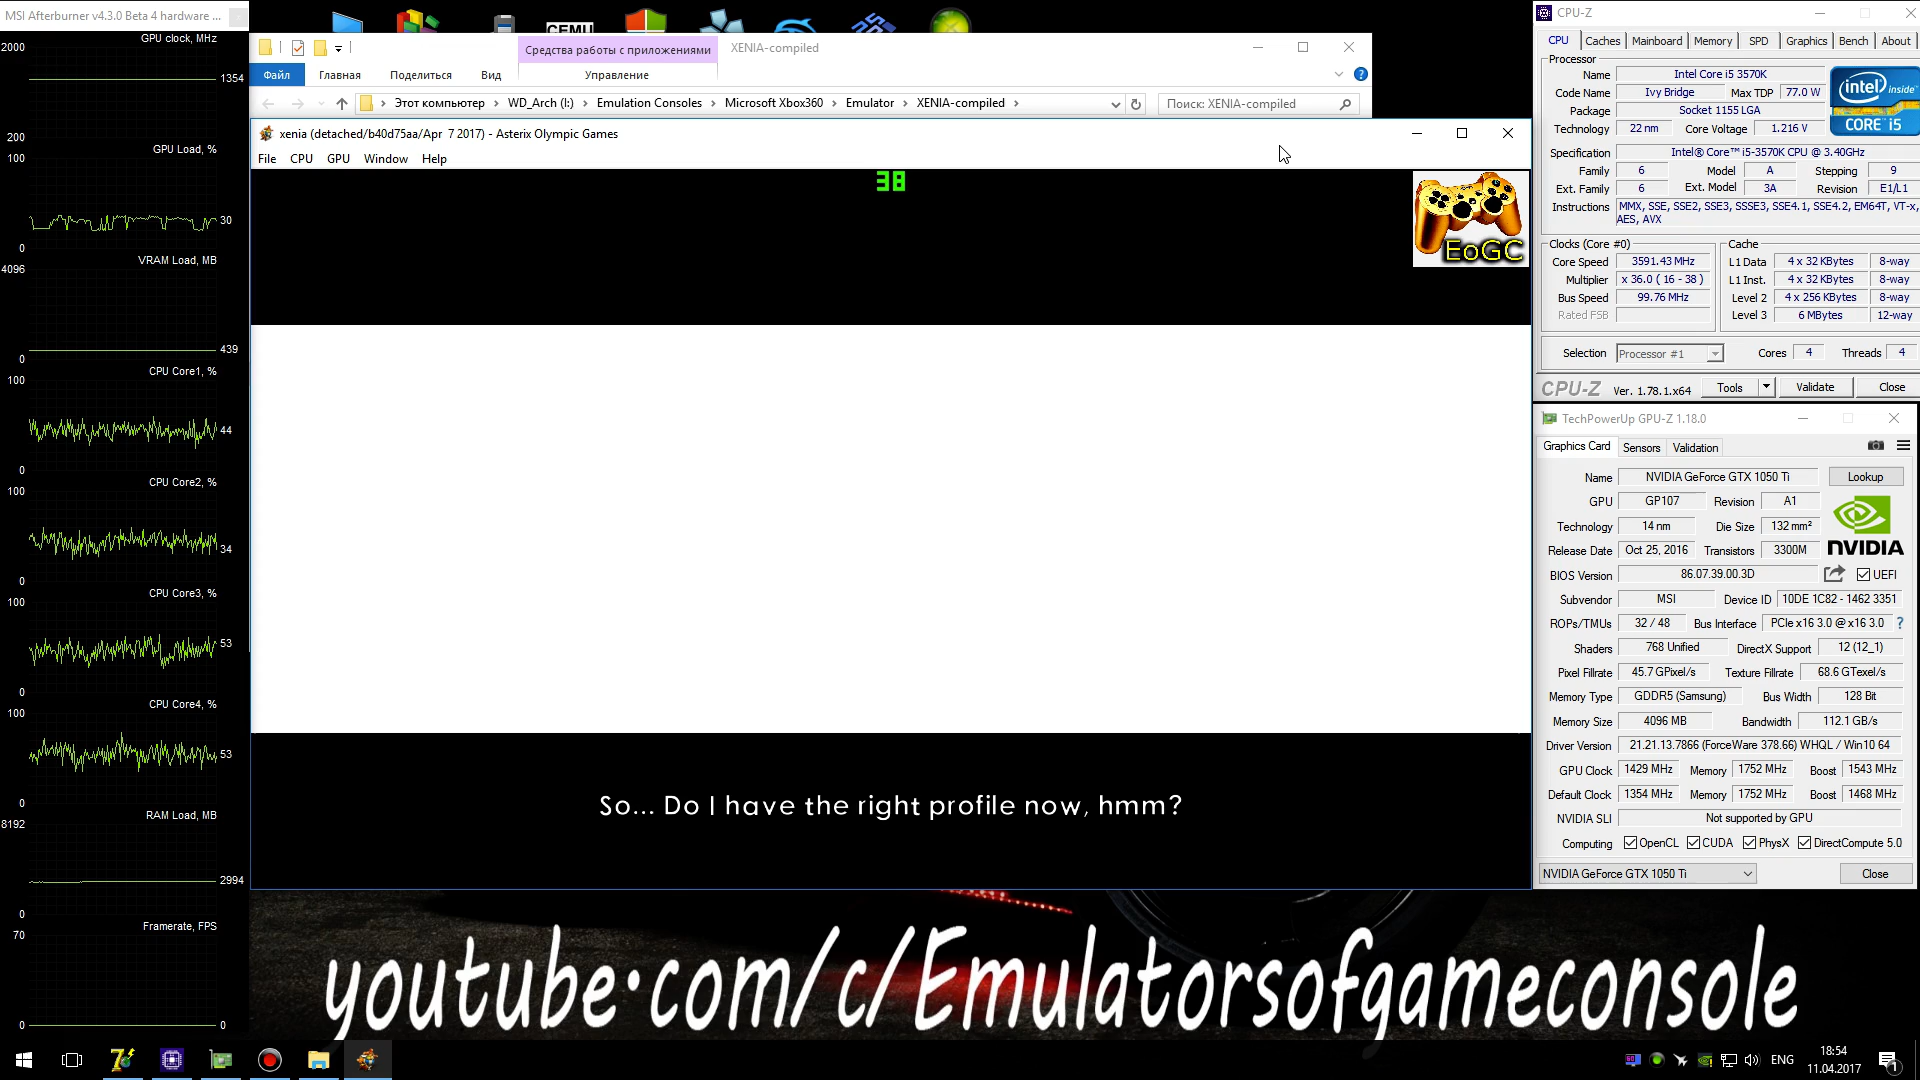 MSI Afterburner v4.3.0 Beta 4 hardware ...
GPU clock, MHz
2000
1354
200
GPU Load, %
100
30
0
VRAM Load, MB
4096
439
0
CPU Core1, %
100
44
0
CPU Core2, %
100
34
0
CPU Core3, %
100
53
0
CPU Core4, %
100
53
0
RAM Load, MB
8192
2994
0
Framerate, FPS
70
0
0
CEMU
Средства работы с приложениями
XENIA-compiled
Файл
Главная
Поделиться
Вид
Управление
Этот компьютер
WD_Arch (I:)
Emulation Consoles
Microsoft Xbox360
Emulator
XENIA-compiled
Поиск: XENIA-compiled
xenia (detached/b40d75aa/Apr 7 2017) - Asterix Olympic Games
File CPU GPU Window Help
38
EoGC
So... Do I have the right profile now, hmm?
CPU-Z
CPU Caches Mainboard Memory SPD Graphics Bench About
Processor
Name Intel Core i5 3570K
Code Name Ivy Bridge Max TDP 77.0 W
Package Socket 1155 LGA
Technology 22 nm Core Voltage 1.216 V
intel inside
CORE i5
Specification Intel® Core™ i5-3570K CPU @ 3.40GHz
Family 6 Model A Stepping 9
Ext. Family 6 Ext. Model 3A Revision E1/L1
Instructions MMX, SSE, SSE2, SSE3, SSSE3, SSE4.1, SSE4.2, EM64T, VT-x,
AES, AVX
Clocks (Core #0)
Core Speed 3591.43 MHz
Multiplier x 36.0 ( 16 - 38 )
Bus Speed 99.76 MHz
Rated FSB
Cache
L1 Data 4 x 32 KBytes 8-way
L1 Inst. 4 x 32 KBytes 8-way
Level 2 4 x 256 KBytes 8-way
Level 3 6 MBytes 12-way
Selection Processor #1 Cores 4 Threads 4
CPU-Z Ver. 1.78.1.x64 Tools Validate Close
TechPowerUp GPU-Z 1.18.0
Graphics Card Sensors Validation
Name NVIDIA GeForce GTX 1050 Ti Lookup
GPU GP107 Revision A1
Technology 14 nm Die Size 132 mm²
Release Date Oct 25, 2016 Transistors 3300M
NVIDIA
BIOS Version 86.07.39.00.3D UEFI
Subvendor MSI Device ID 10DE 1C82 - 1462 3351
ROPs/TMUs 32 / 48 Bus Interface PCIe x16 3.0 @ x16 3.0 ?
Shaders 768 Unified DirectX Support 12 (12_1)
Pixel Fillrate 45.7 GPixel/s Texture Fillrate 68.6 GTexel/s
Memory Type GDDR5 (Samsung) Bus Width 128 Bit
Memory Size 4096 MB Bandwidth 112.1 GB/s
Driver Version 21.21.13.7866 (ForceWare 378.66) WHQL / Win10 64
GPU Clock 1429 MHz Memory 1752 MHz Boost 1543 MHz
Default Clock 1354 MHz Memory 1752 MHz Boost 1468 MHz
NVIDIA SLI Not supported by GPU
Computing OpenCL CUDA PhysX DirectCompute 5.0
NVIDIA GeForce GTX 1050 Ti Close
youtube.com/c/Emulatorsofgameconsole
ENG
18:54
11.04.2017
1